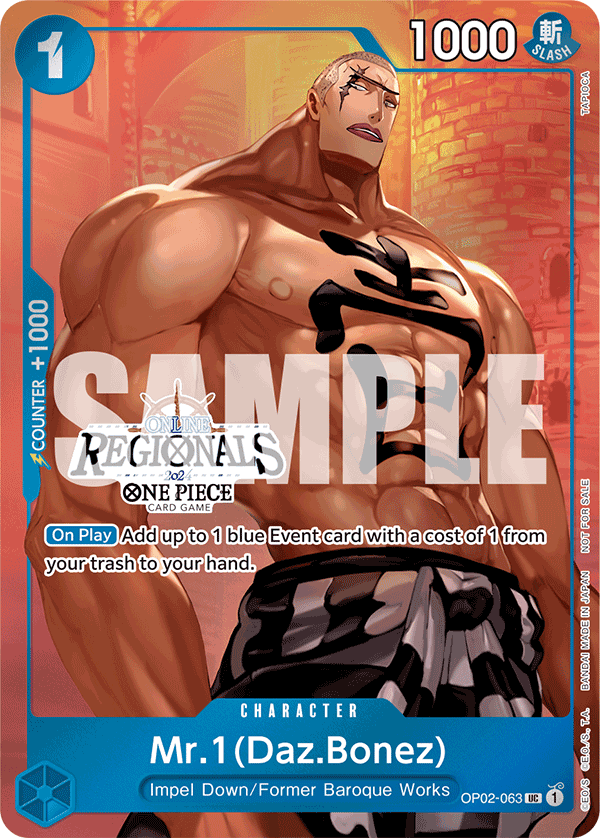 1
1000
斬
SLASH
TAPIOCA
COUNTER +1000
壱
SAMPLE
ONLINE
REGIONALS
2024
ONE PIECE
CARD GAME
On Play Add up to 1 blue Event card with a cost of 1 from
your trash to your hand.
©E/S ©E.O./S., T.A. BANDAI MADE IN JAPAN NOT FOR SALE
CHARACTER
Mr.1(Daz.Bonez)
Impel Down/Former Baroque Works
OP02-063 UC 1